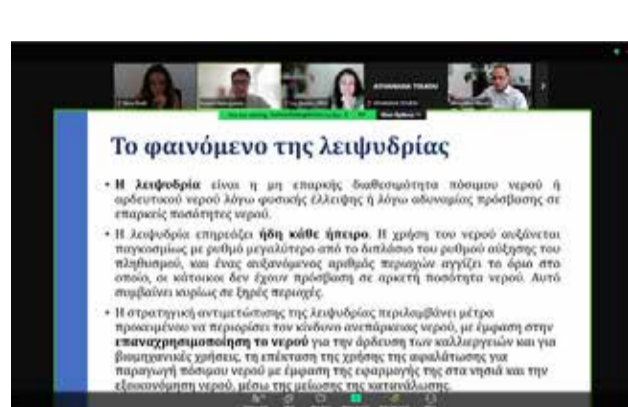 ATHANASIA TOLKOU
Το φαινόμενο της λειψυδρίας
• Η λειψυδρία είναι η μη επαρκής διαθεσιμότητα πόσιμου νερού ή
αρδευτικού νερού λόγω φυσικής έλλειψης ή λόγω αδυναμίας πρόσβασης σε
επαρκείς ποσότητες νερού.
• Η λειψυδρία επηρεάζει ήδη κάθε ήπειρο. Η χρήση του νερού αυξάνεται
παγκοσμίως με ρυθμό μεγαλύτερο από το διπλάσιο του ρυθμού αύξησης του
πληθυσμού, και ένας αυξανόμενος αριθμός περιοχών αγγίζει το όριο στο
οποίο, οι κάτοικοι δεν έχουν πρόσβαση σε αρκετή ποσότητα νερού. Αυτό
συμβαίνει κυρίως σε ξηρές περιοχές.
• Η στρατηγική αντιμετώπισης της λειψυδρίας περιλαμβάνει μέτρα
προκειμένου να περιορίσει τον κίνδυνο ανεπάρκειας νερού, με έμφαση στην
επαναχρησιμοποίηση το νερού για την άρδευση των καλλιεργειών και για
βιομηχανικές χρήσεις, τη επέκταση της χρήσης της αφαλάτωσης για
παραγωγή πόσιμου νερού με έμφαση της εφαρμογής της στα νησιά και την
εξοικονόμηση νερού, μέσω της μείωσης της κατανάλωσης.